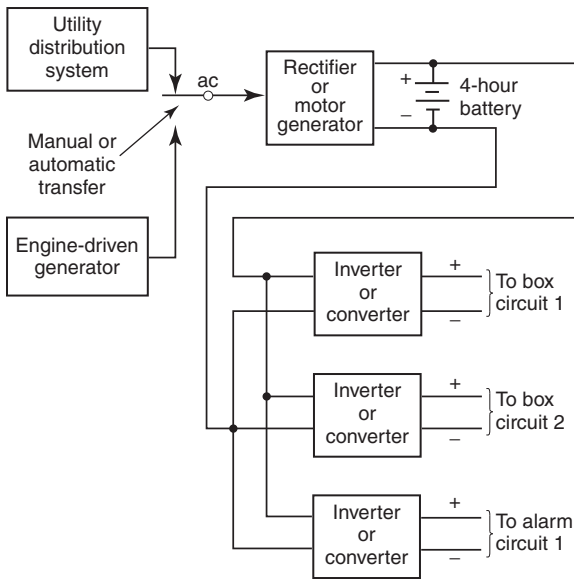 Utility
distribution
system
ac
Rectifier
or
motor
generator
+
–
4-hour
battery
Manual or
automatic
transfer
Engine-driven
generator
Inverter
or
converter
+
–
To box
circuit 1
Inverter
or
converter
+
–
To box
circuit 2
Inverter
or
converter
+
–
To alarm
circuit 1